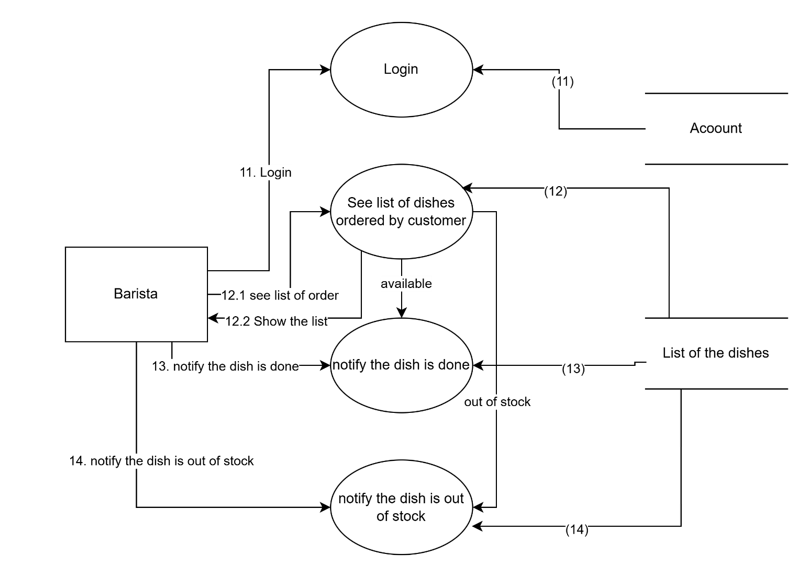 Login
(11)
Acoount
11. Login
See list of dishes
ordered by customer
(12)
Barista
12.1 see list of order
available
12.2 Show the list
List of the dishes
13. notify the dish is done
notify the dish is done
(13)
out of stock
14. notify the dish is out of stock
notify the dish is out
of stock
(14)